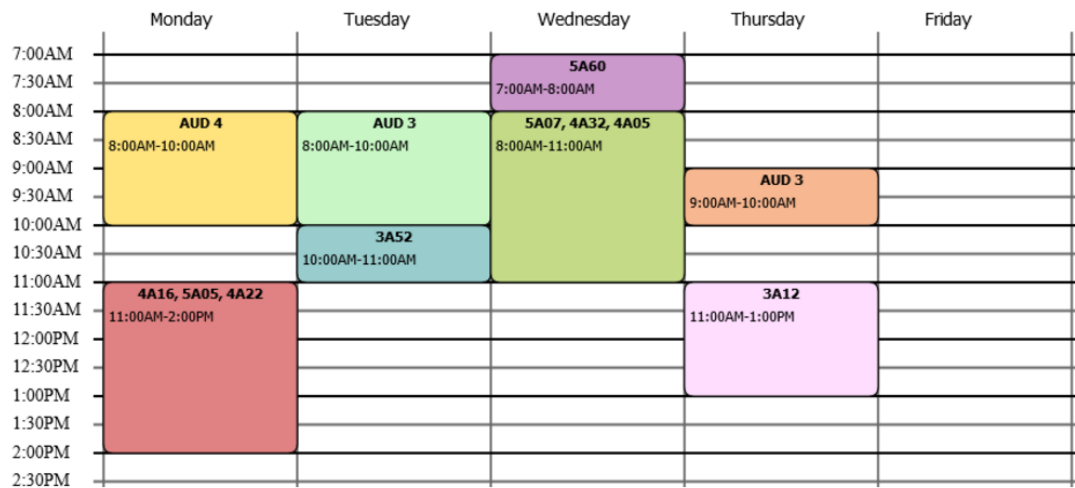 Monday Tuesday Wednesday Thursday Friday
7:00AM
5A60
7:30AM
7:00AM-8:00AM
8:00AM
AUD 4 AUD 3 5A07, 4A32, 4A05
8:30AM
8:00AM-10:00AM 8:00AM-10:00AM 8:00AM-11:00AM
9:00AM
AUD 3
9:30AM
9:00AM-10:00AM
10:00AM
3A52
10:30AM
10:00AM-11:00AM
11:00AM
4A16, 5A05, 4A22 3A12
11:30AM
11:00AM-2:00PM 11:00AM-1:00PM
12:00PM
12:30PM
1:00PM
1:30PM
2:00PM
2:30PM